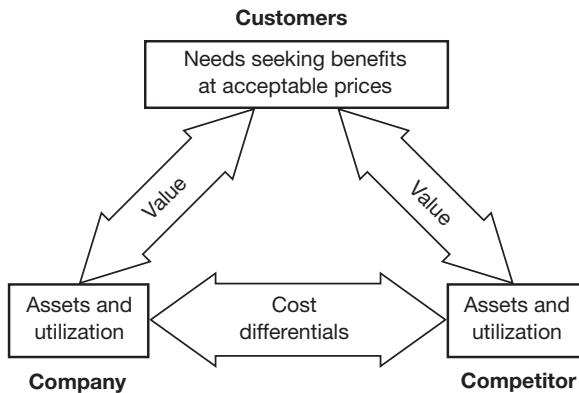 Customers
Needs seeking benefits
at acceptable prices
Value
Value
Assets and
utilization
Cost
differentials
Assets and
utilization
Company
Competitor